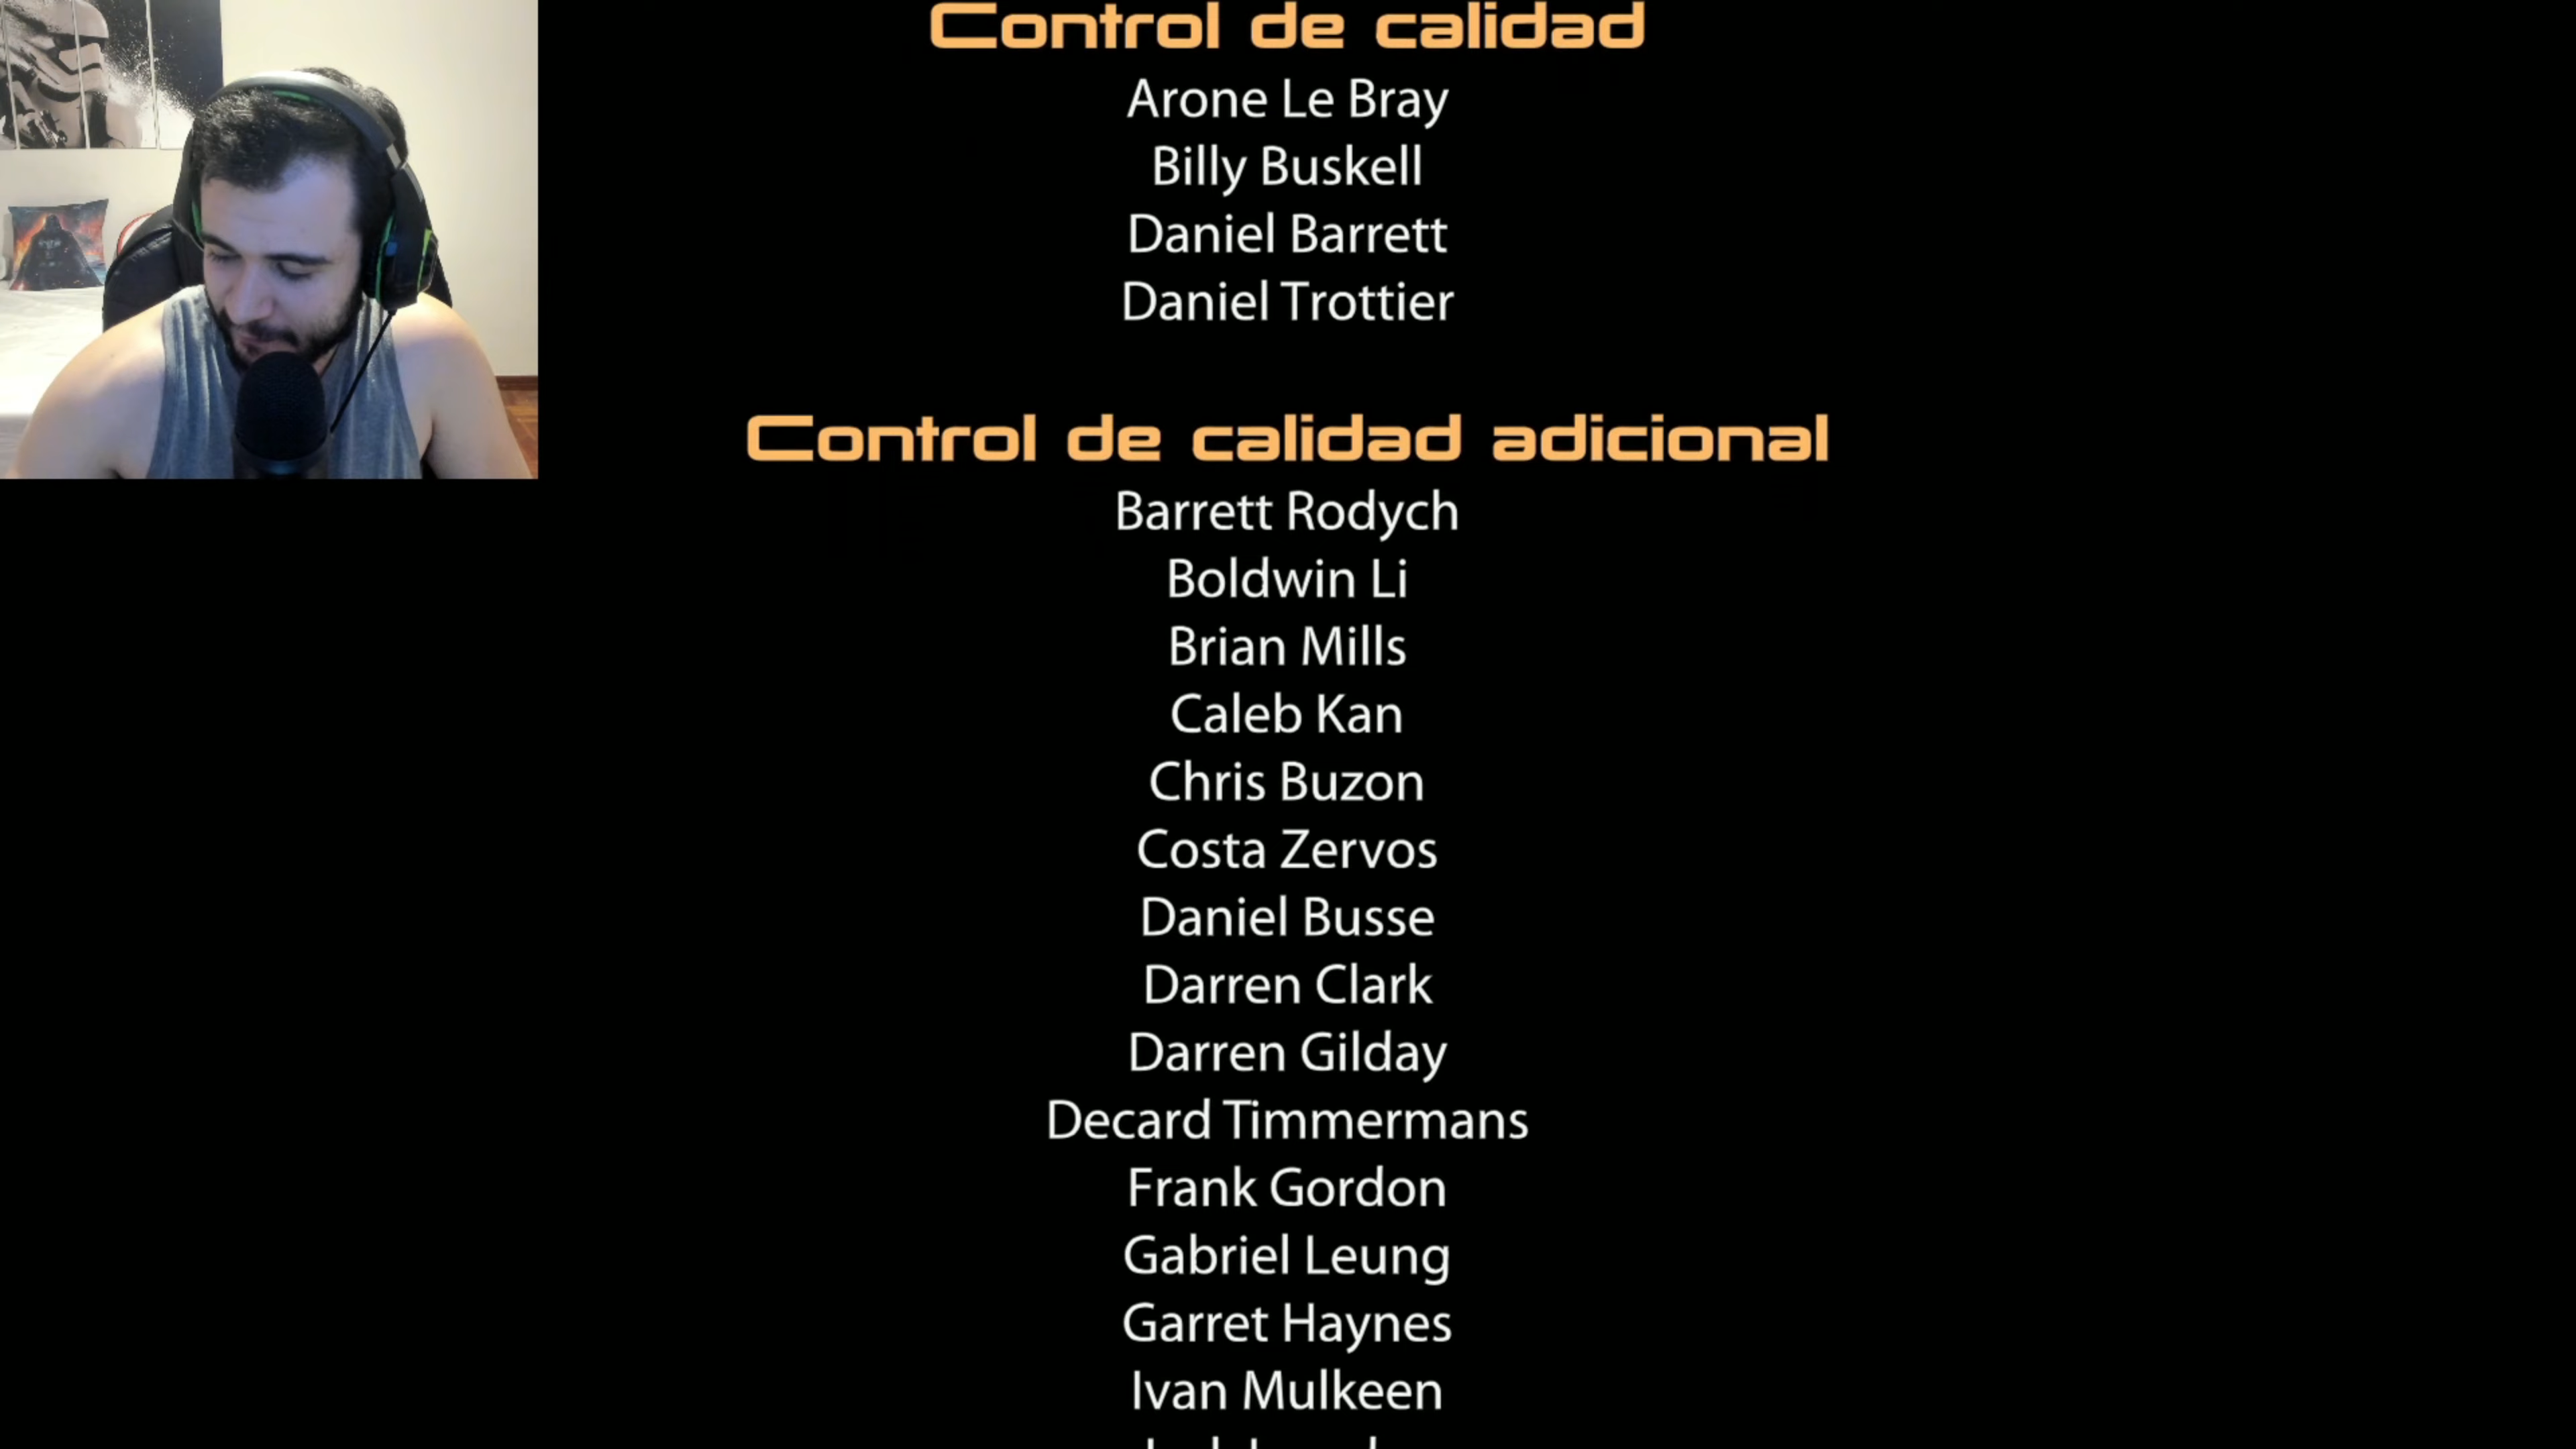 Control de calidad
Arone Le Bray
Billy Buskell
Daniel Barrett
Daniel Trottier
Control de calidad adicional
Barrett Rodych
Boldwin Li
Brian Mills
Caleb Kan
Chris Buzon
Costa Zervos
Daniel Busse
Darren Clark
Darren Gilday
Decard Timmermans
Frank Gordon
Gabriel Leung
Garret Haynes
Ivan Mulkeen